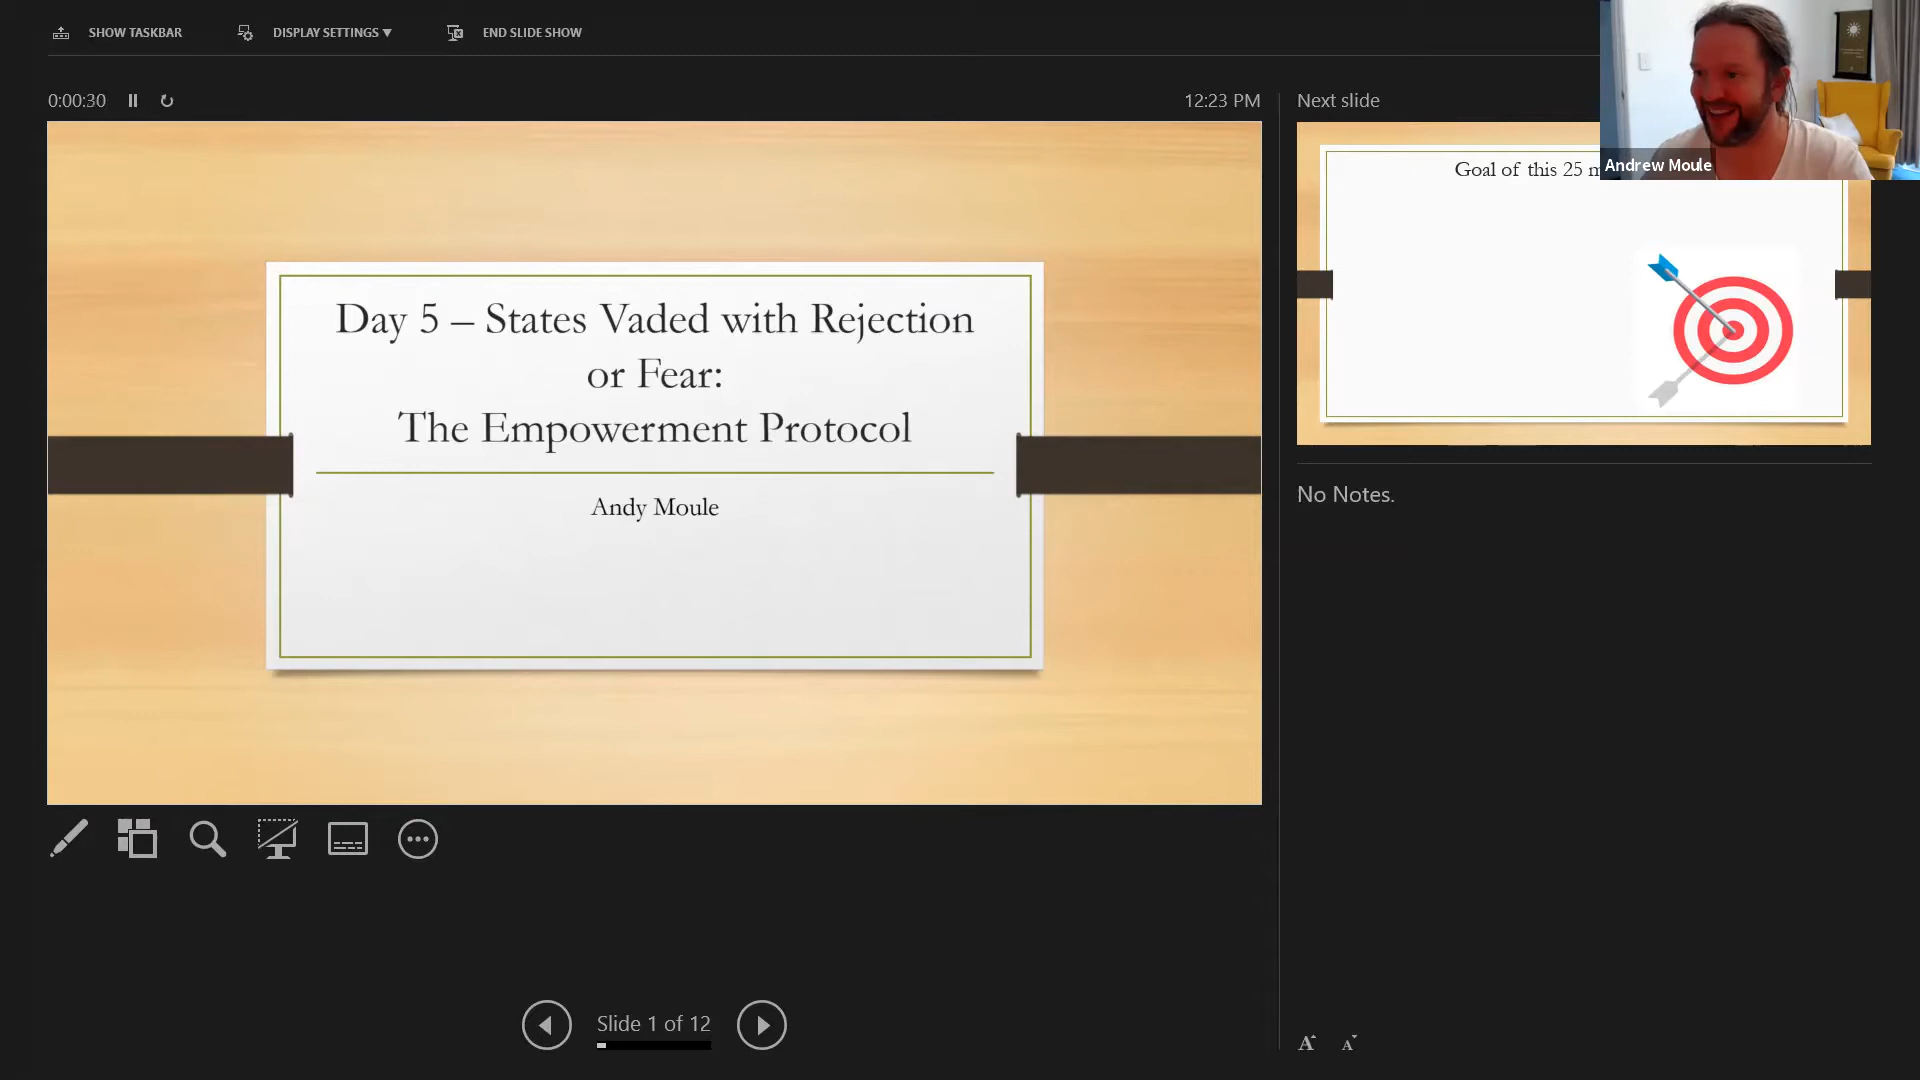 SHOW TASKBAR
DISPLAY SETTINGS ▼
END SLIDE SHOW
0:00:30
12:23 PM
Next slide
Day 5 – States Vaded with Rejection
or Fear:
The Empowerment Protocol
Andy Moule
Goal of this 25 m
Andrew Moule
No Notes.
Slide 1 of 12
A A